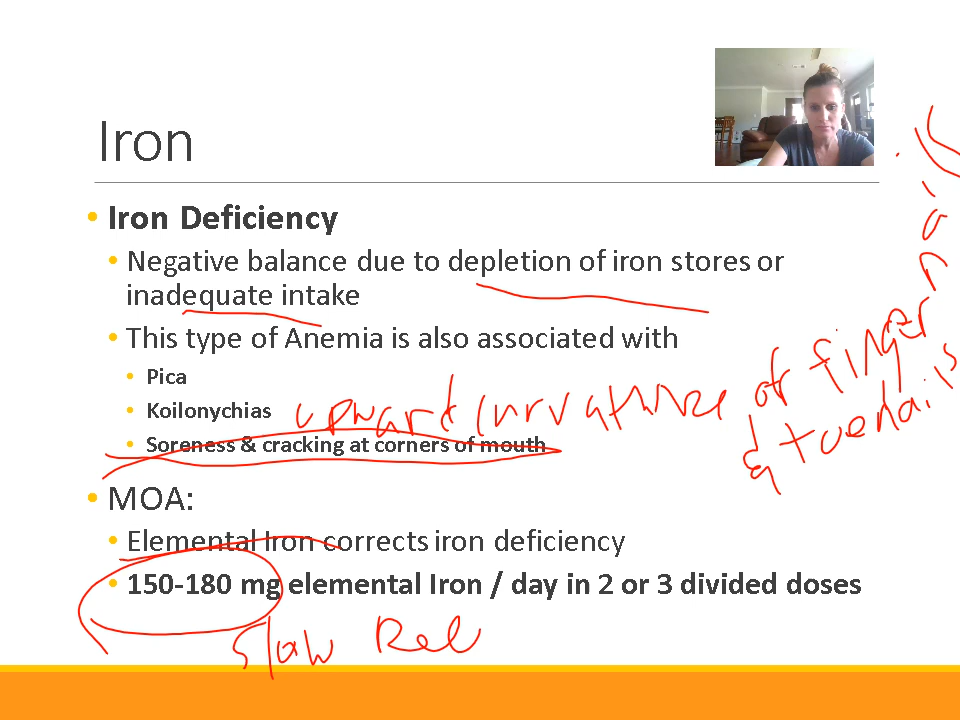 Iron
• Iron Deficiency
• Negative balance due to depletion of iron stores or
inadequate intake
• This type of Anemia is also associated with
• Pica
• Koilonychias
upward curvature of finger nails
& toenails
• Soreness & cracking at corners of mouth
• MOA:
• Elemental Iron corrects iron deficiency
• 150-180 mg elemental Iron / day in 2 or 3 divided doses
Slow Rel